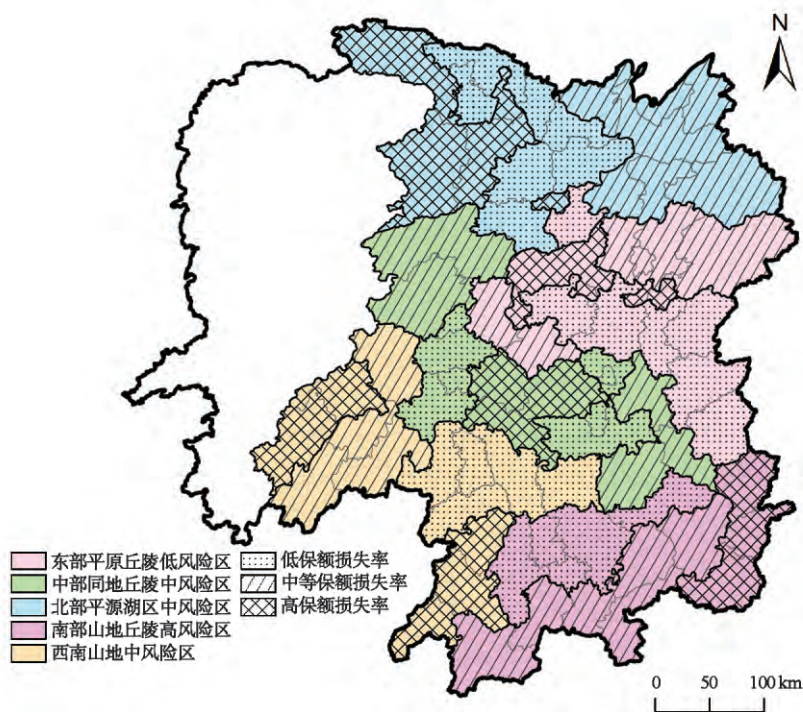 N
东部平原丘陵低风险区
中部同地丘陵中风险区
北部平源湖区中风险区
南部山地丘陵高风险区
西南山地中风险区
低保额损失率
中等保额损失率
高保额损失率
0 50 100 km